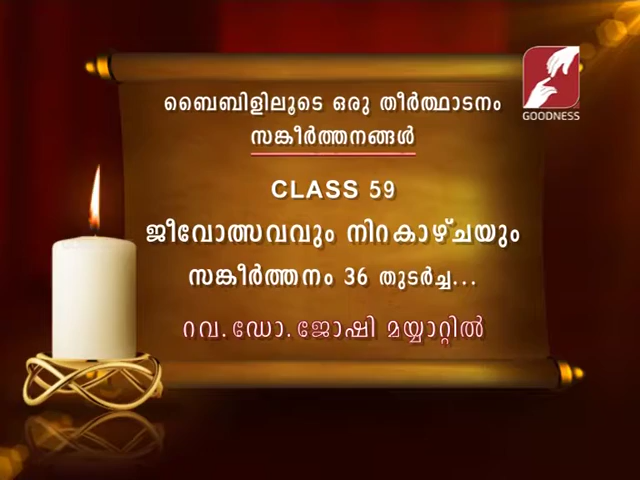 ബൈബിളിലൂടെ ഒരു തീർത്ഥാടനം
സങ്കീർത്തനങ്ങൾ
GOODNESS
CLASS 59
ജീവോത്സവവും നിറകാഴ്ചയും
സങ്കീർത്തനം 36 തുടർച്ച...
റവ.ഡോ.ജോഷി മയ്യാറ്റിൽ